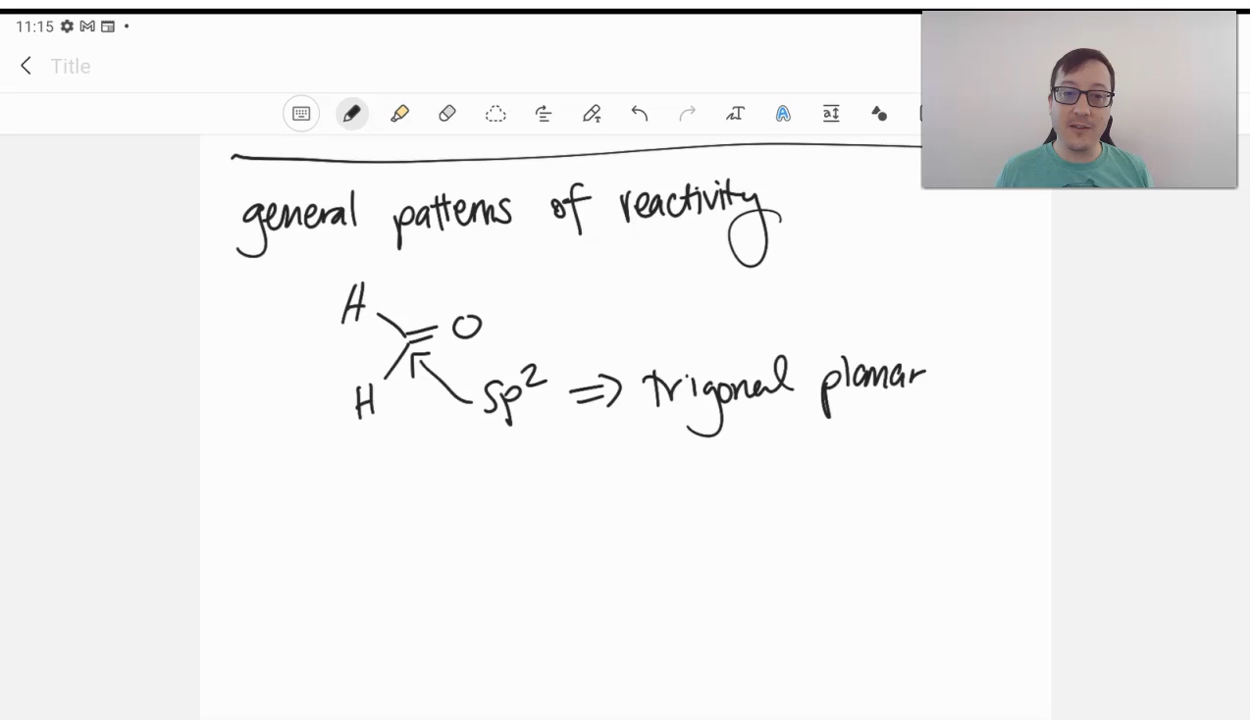 11:15
Title
general patterns of reactivity
H
O
H
sp² ⇒ trigonal planar